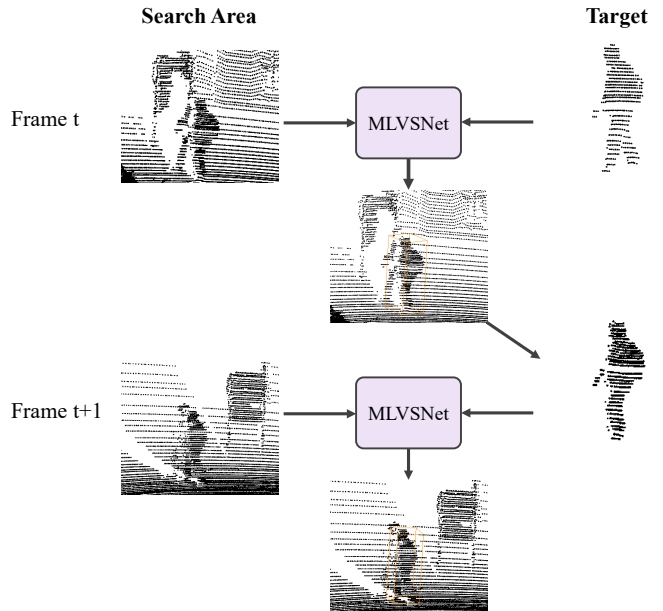 Search Area
Target
Frame t
MLVSNet
Frame t+1
MLVSNet